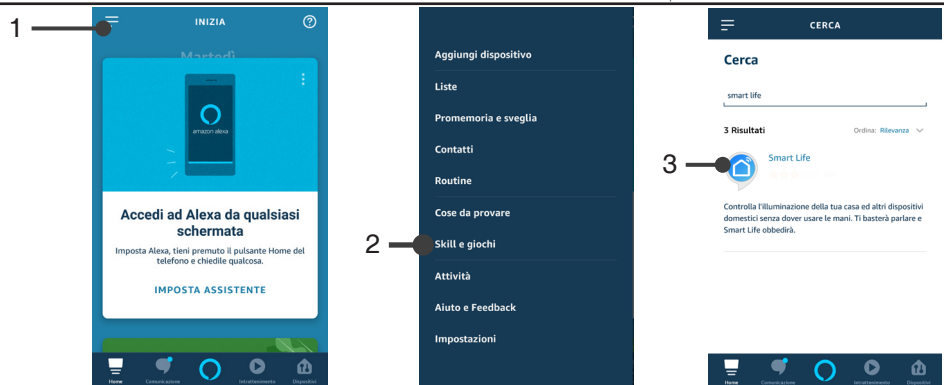 1
INIZIA
Martedì
amazon alexa
Accedi ad Alexa da qualsiasi
schermata
Imposta Alexa, tieni premuto il pulsante Home del
telefono e chiedile qualcosa.
IMPOSTA ASSISTENTE
Home Comunicazione Intrattenimento Dispositivi
2
Aggiungi dispositivo
Liste
Promemoria e sveglia
Contatti
Routine
Cose da provare
Skill e giochi
Attività
Aiuto e Feedback
Impostazioni
3
CERCA
Cerca
smart life
3 Risultati Ordina: Rilevanza
Smart Life
Controlla l'illuminazione della tua casa ed altri dispositivi
domestici senza dover usare le mani. Ti basterà parlare e
Smart Life obbedirà.
Home Comunicazione Intrattenimento Dispositivi